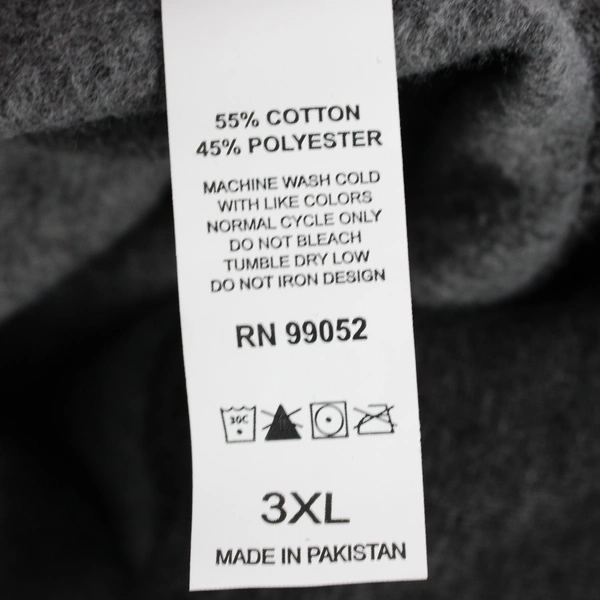 55% COTTON
45% POLYESTER
MACHINE WASH COLD
WITH LIKE COLORS
NORMAL CYCLE ONLY
DO NOT BLEACH
TUMBLE DRY LOW
DO NOT IRON DESIGN
RN 99052
30C
3XL
MADE IN PAKISTAN